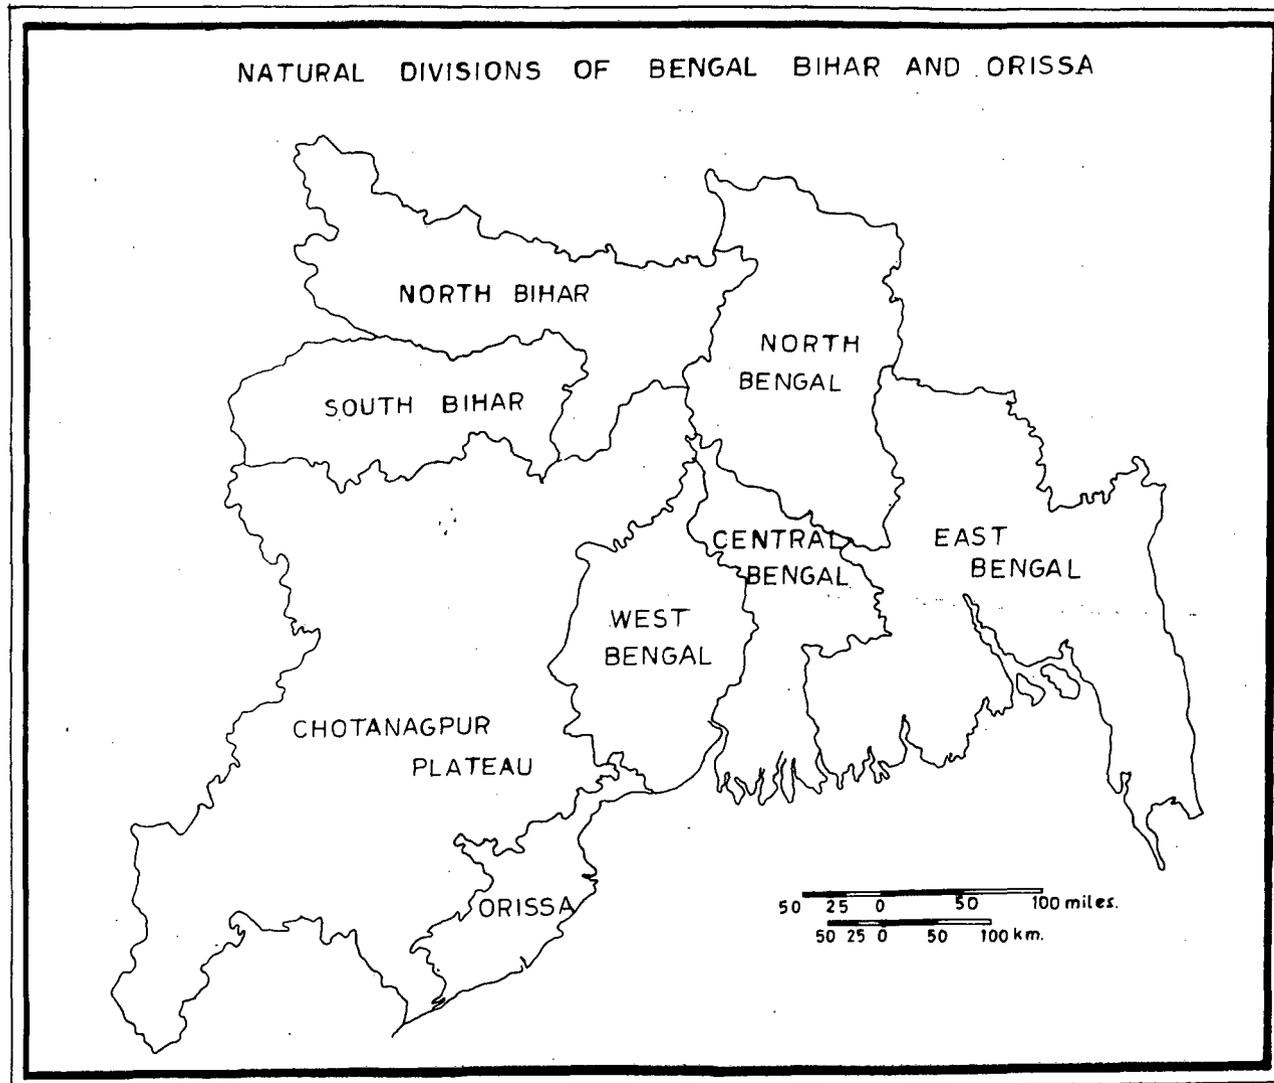 NATURAL DIVISIONS OF BENGAL BIHAR AND ORISSA
NORTH BIHAR
NORTH
BENGAL
SOUTH BIHAR
CENTRAL
BENGAL
EAST
BENGAL
WEST
BENGAL
CHOTANAGPUR
PLATEAU
ORISSA
50 25 0 50 100 miles.
50 25 0 50 100 km.